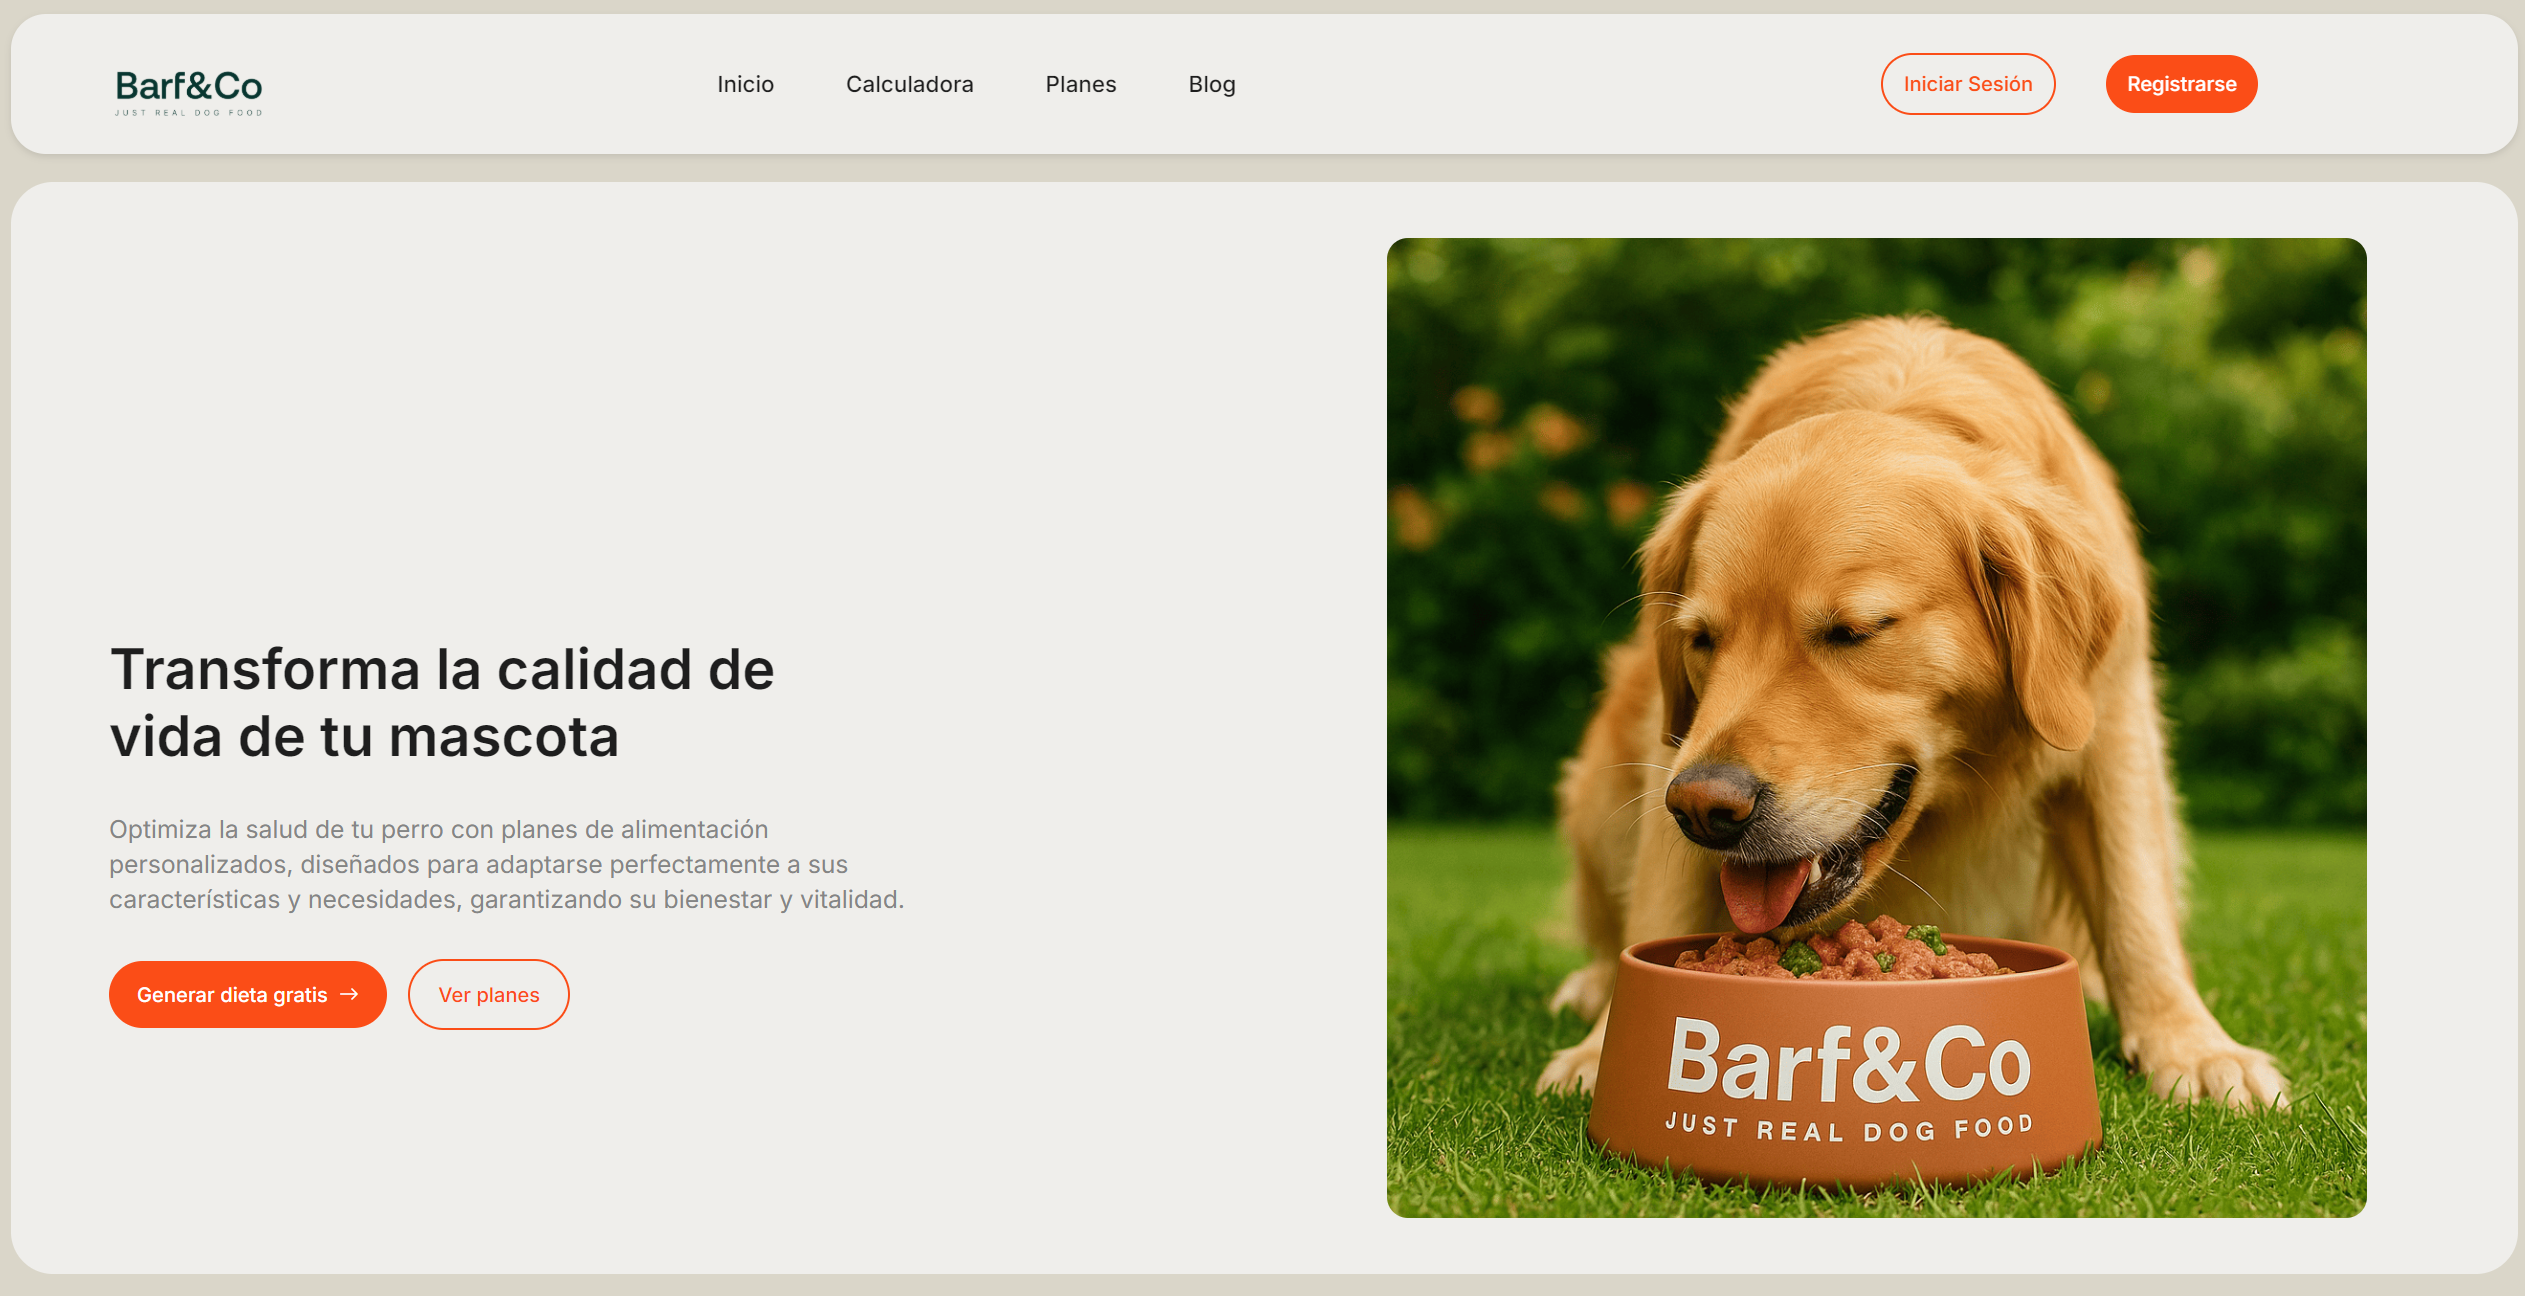 Barf&Co
JUST REAL DOG FOOD
Inicio
Calculadora
Planes
Blog
Iniciar Sesión
Registrarse
Transforma la calidad de
vida de tu mascota
Optimiza la salud de tu perro con planes de alimentación
personalizados, diseñados para adaptarse perfectamente a sus
características y necesidades, garantizando su bienestar y vitalidad.
Generar dieta gratis →
Ver planes
Barf&Co
JUST REAL DOG FOOD